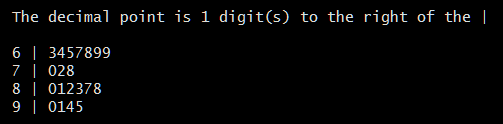 The decimal point is 1 digit(s) to the right of the |

6 | 3457899
7 | 028
8 | 012378
9 | 0145